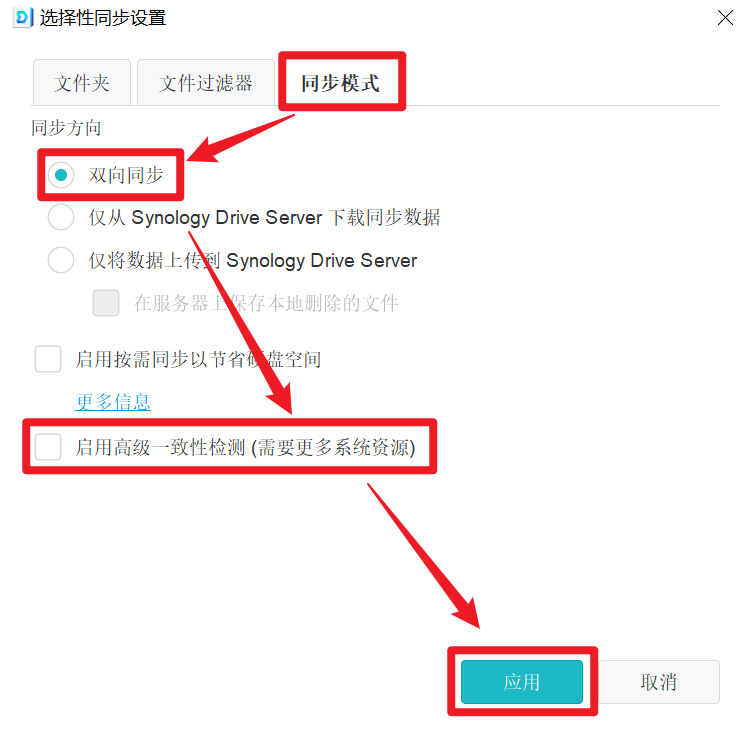 选择性同步设置
文件夹 文件过滤器 同步模式
同步方向
双向同步
仅从 Synology Drive Server 下载同步数据
仅将数据上传到 Synology Drive Server
在服务器上保存本地删除的文件
启用按需同步以节省硬盘空间
更多信息
启用高级一致性检测 (需要更多系统资源)
应用 取消